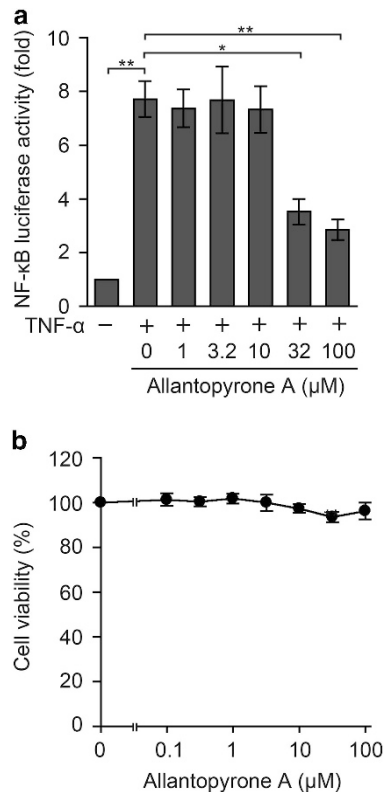 a
NF-κB luciferase activity (fold)
10
8
6
4
2
0
** * **
TNF-α − + + + + + +
0 1 3.2 10 32 100
Allantopyrone A (µM)
b
Cell viability (%)
120
100
80
60
40
20
0
0 0.1 1 10 100
Allantopyrone A (µM)